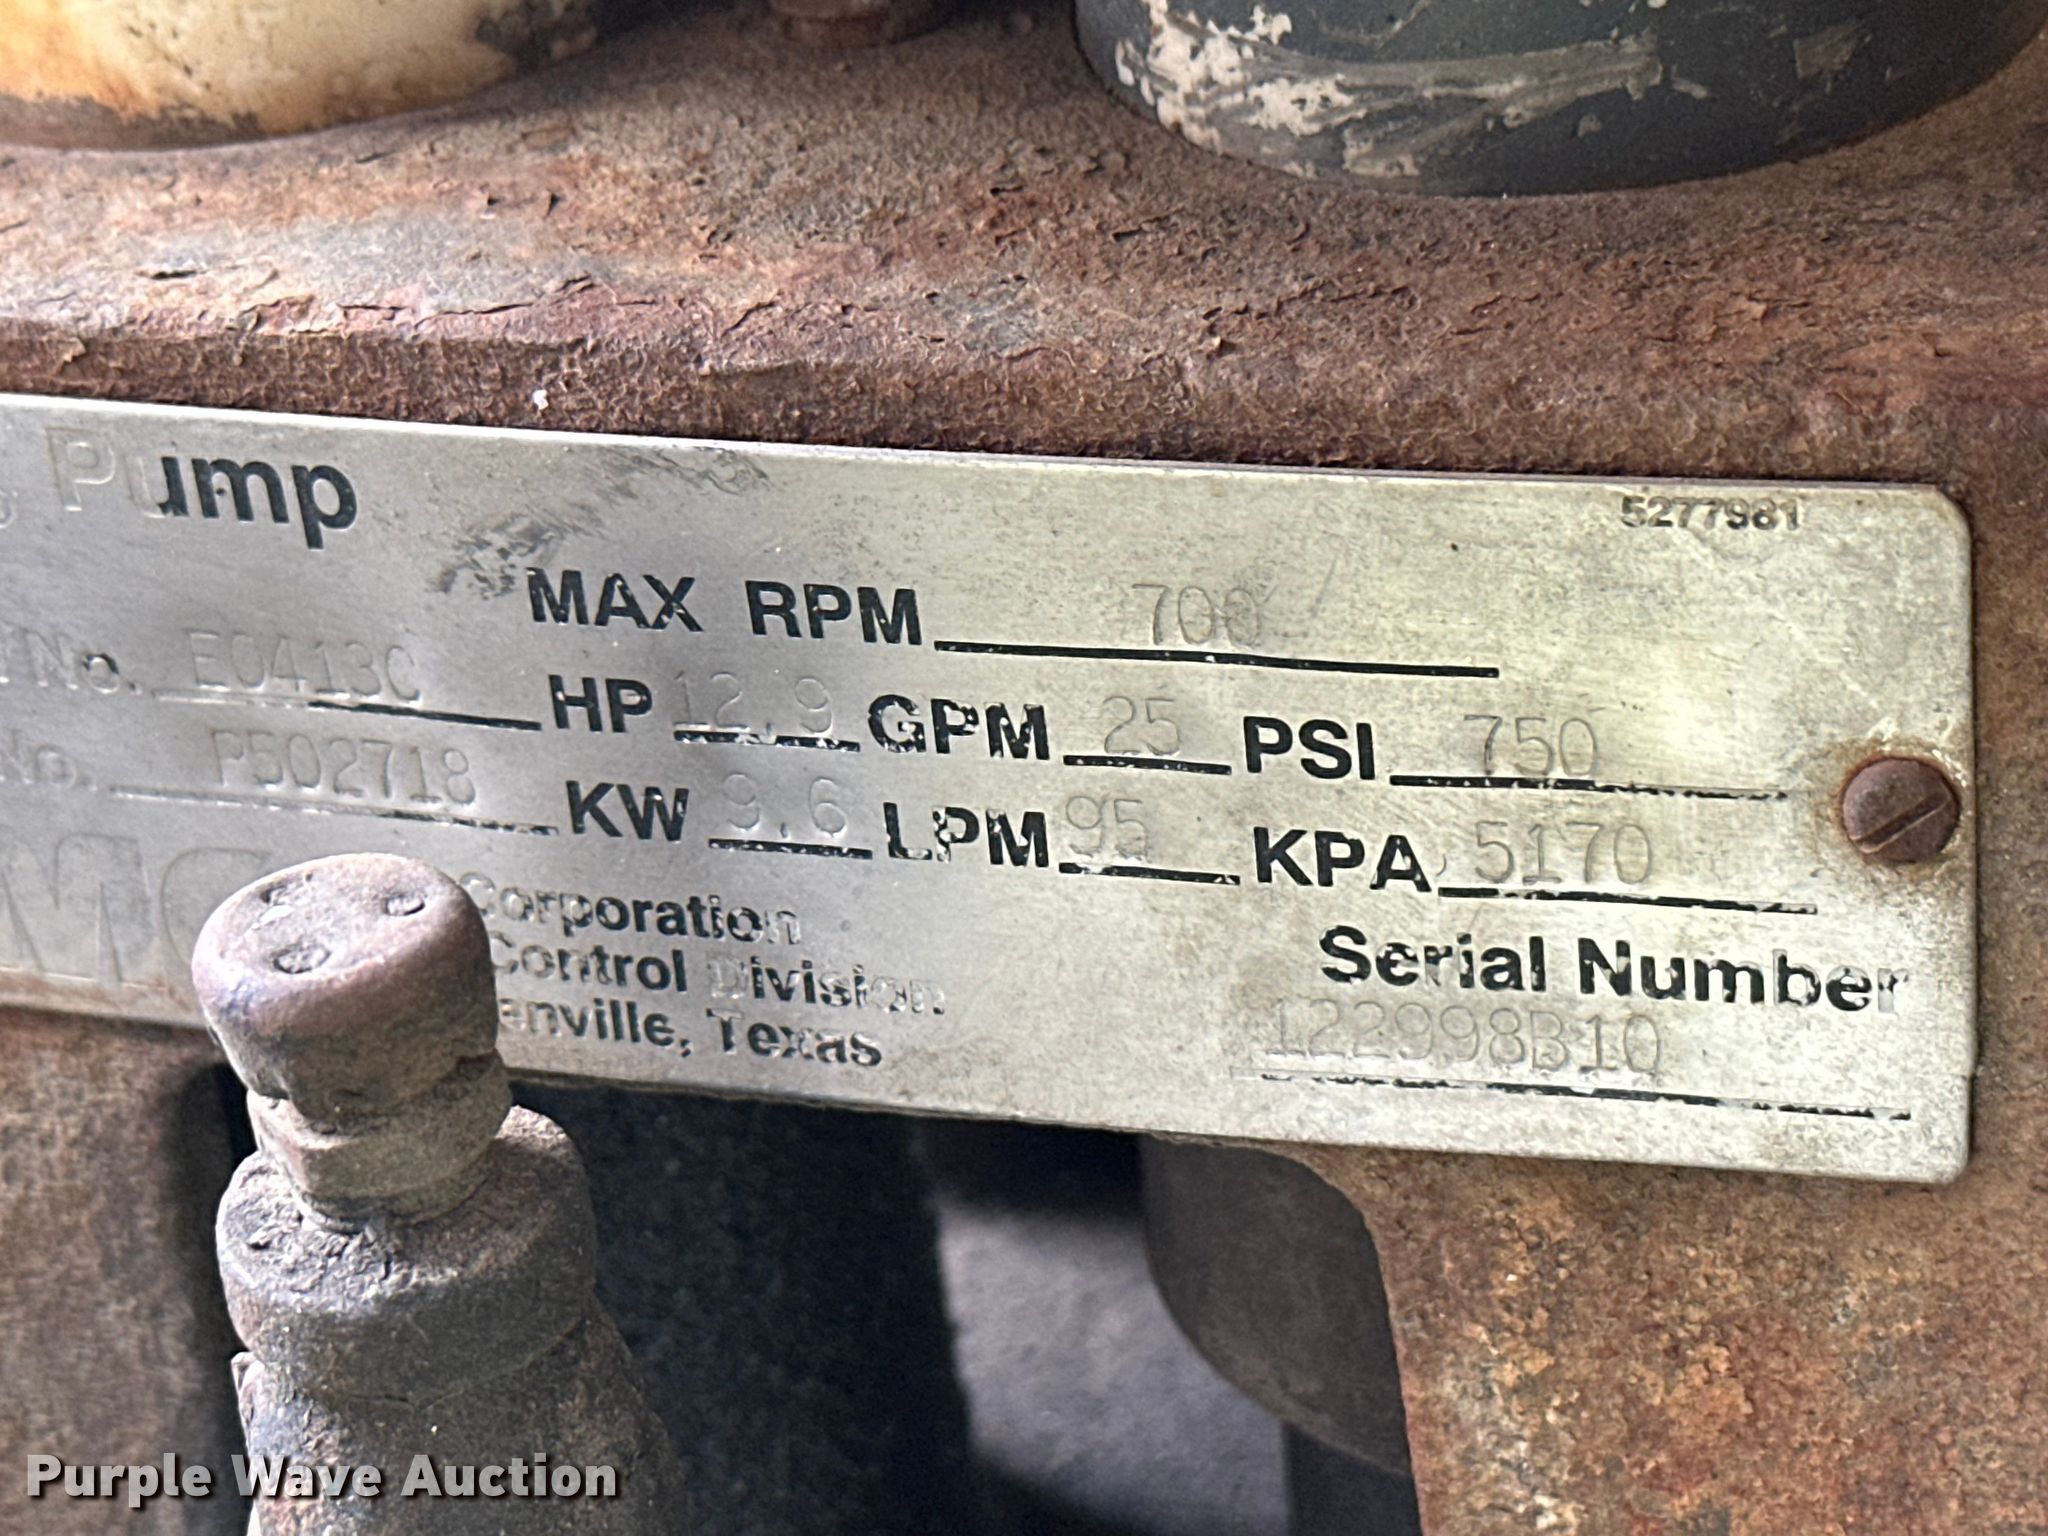 Pump
5277981
MAX RPM 700
No. E0413C HP 12.9 GPM 25 PSI 750
No. P502718 KW 9.6 LPM 95 KPA 5170
MC Corporation
Control Division
enville, Texas
Serial Number
122998B10
Purple Wave Auction